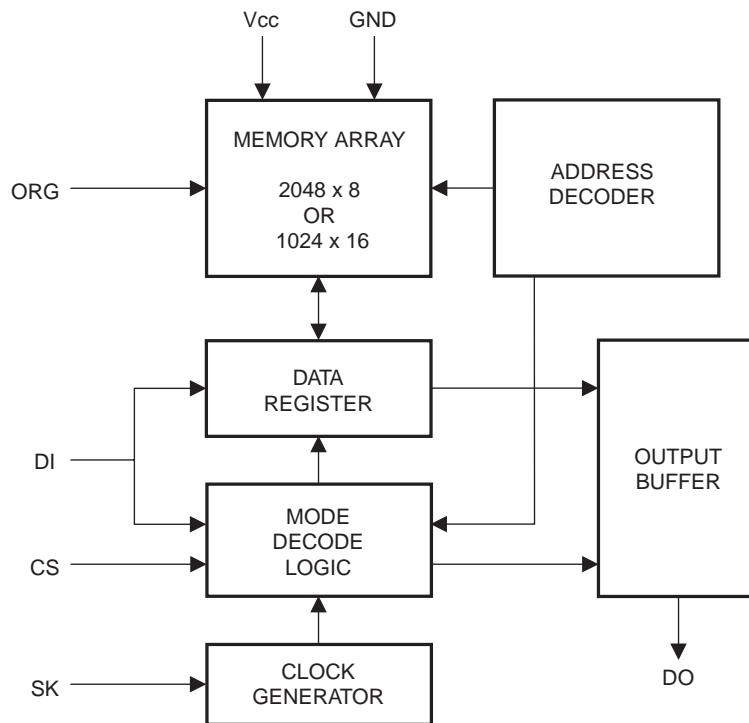 Vcc
GND
MEMORY ARRAY
2048 x 8
OR
1024 x 16
ADDRESS
DECODER
ORG
DATA
REGISTER
DI
OUTPUT
BUFFER
MODE
DECODE
LOGIC
CS
CLOCK
GENERATOR
SK
DO